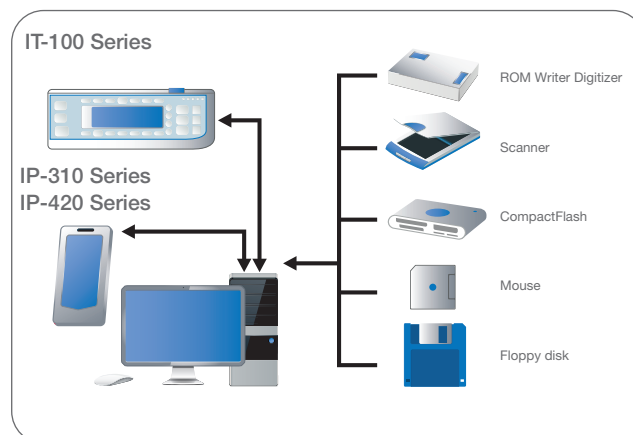 IT-100 Series
IP-310 Series
IP-420 Series
ROM Writer Digitizer
Scanner
CompactFlash
Mouse
Floppy disk